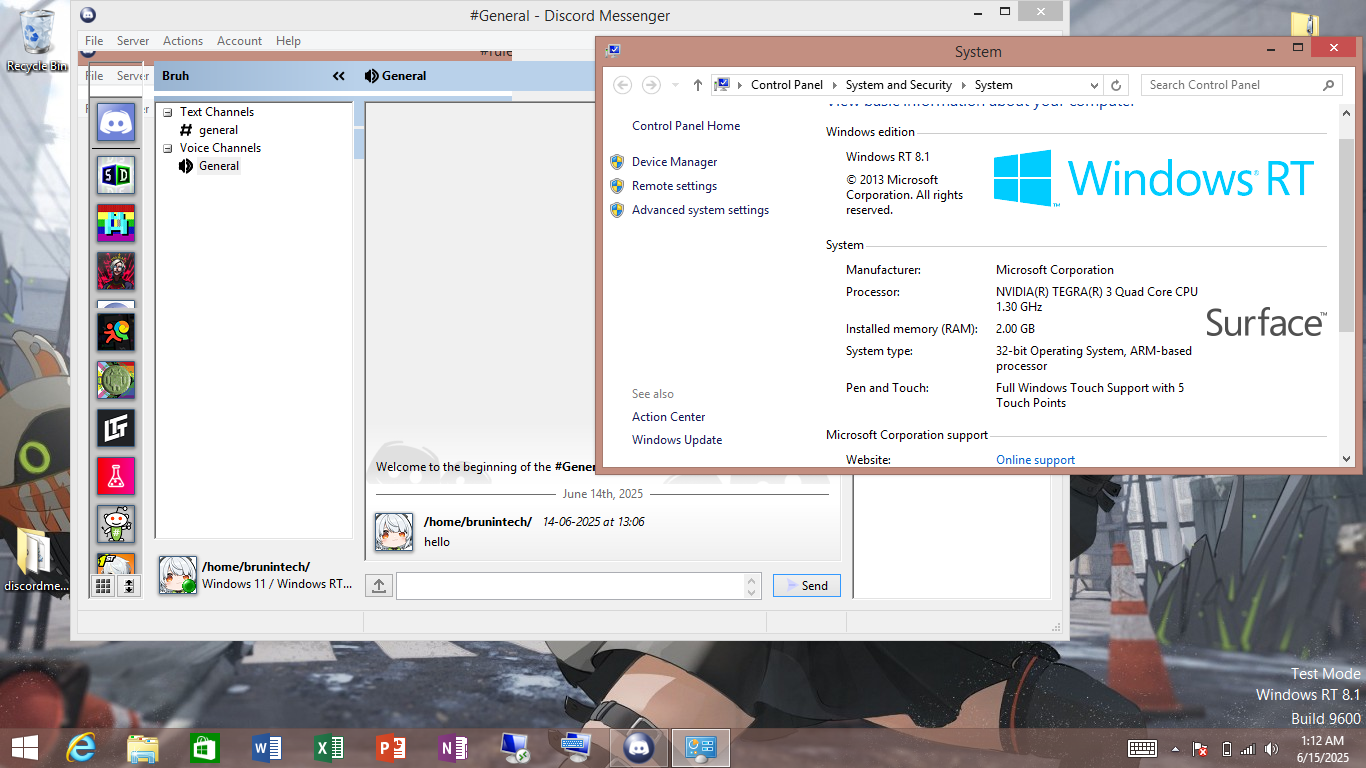 Recycle Bin
discordme...
#General - Discord Messenger
File Server Actions Account Help
#rule
File Server
Bruh
General
Text Channels
general
Voice Channels
General
/home/brunintech/
Windows 11 / Windows RT...
Welcome to the beginning of the #Gener
June 14th, 2025
/home/brunintech/ 14-06-2025 at 13:06
hello
Send
System
Control Panel System and Security System
Search Control Panel
Control Panel Home
Device Manager
Remote settings
Advanced system settings
See also
Action Center
Windows Update
View basic information about your computer
Windows edition
Windows RT 8.1
© 2013 Microsoft
Corporation. All rights
reserved.
Windows RT
System
Manufacturer: Microsoft Corporation
Processor: NVIDIA(R) TEGRA(R) 3 Quad Core CPU
1.30 GHz
Installed memory (RAM): 2.00 GB
System type: 32-bit Operating System, ARM-based
processor
Pen and Touch: Full Windows Touch Support with 5
Touch Points
Surface™
Microsoft Corporation support
Website: Online support
Test Mode
Windows RT 8.1
Build 9600
1:12 AM
6/15/2025